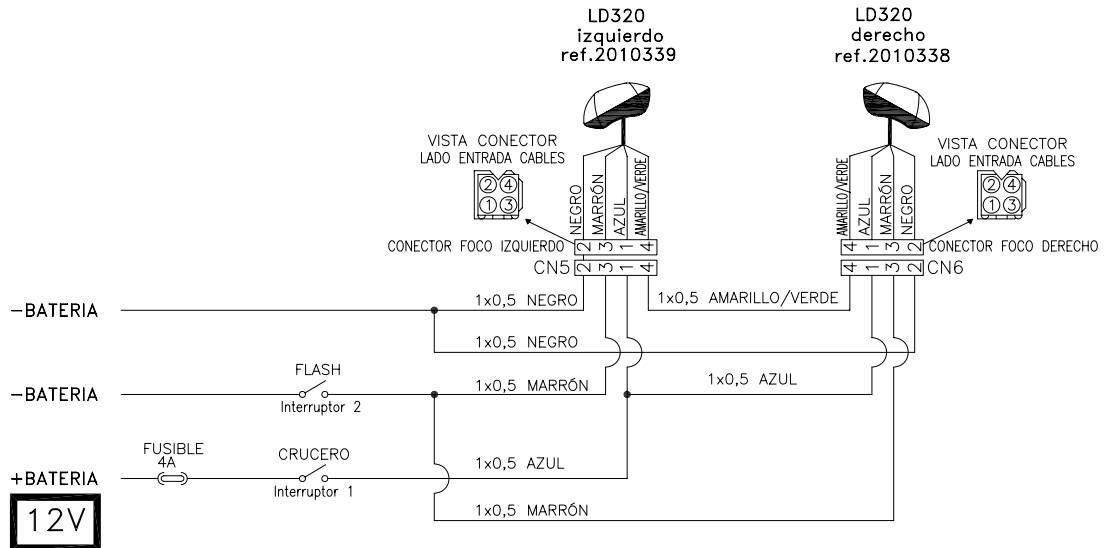 LD320
izquierdo
ref.2010339
LD320
derecho
ref.2010338
VISTA CONECTOR
LADO ENTRADA CABLES
2 4
1 3
VISTA CONECTOR
LADO ENTRADA CABLES
2 4
1 3
NEGRO
MARRÓN
AZUL
AMARILLO/VERDE
AMARILLO/VERDE
AZUL
MARRÓN
NEGRO
CONECTOR FOCO IZQUIERDO 2 3 1 4
4 1 3 2 CONECTOR FOCO DERECHO
CN5 2 3 1 4
4 1 3 2 CN6
-BATERIA
1x0,5 NEGRO
1x0,5 AMARILLO/VERDE
1x0,5 NEGRO
-BATERIA
FLASH
Interruptor 2
1x0,5 MARRÓN
1x0,5 AZUL
+BATERIA
FUSIBLE
4A
CRUCERO
Interruptor 1
1x0,5 AZUL
1x0,5 MARRÓN
12V